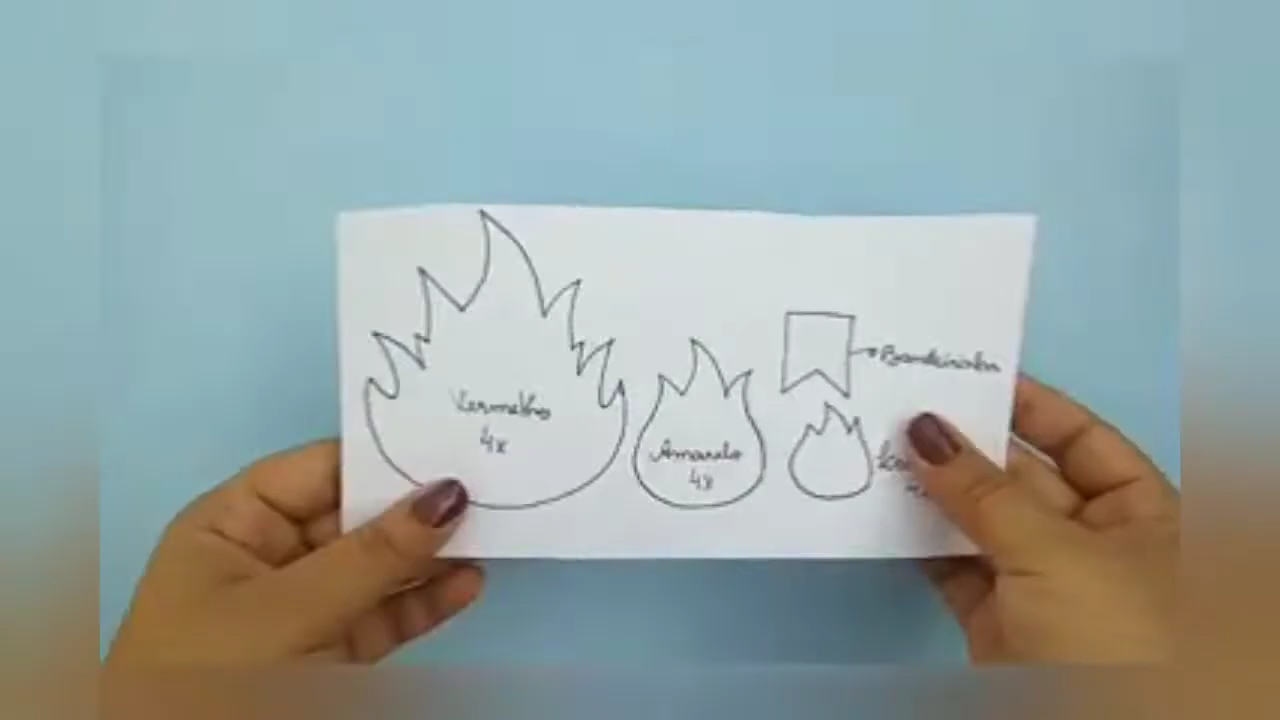 Vermelho
4x
Amarelo
4x
Bandeirinha